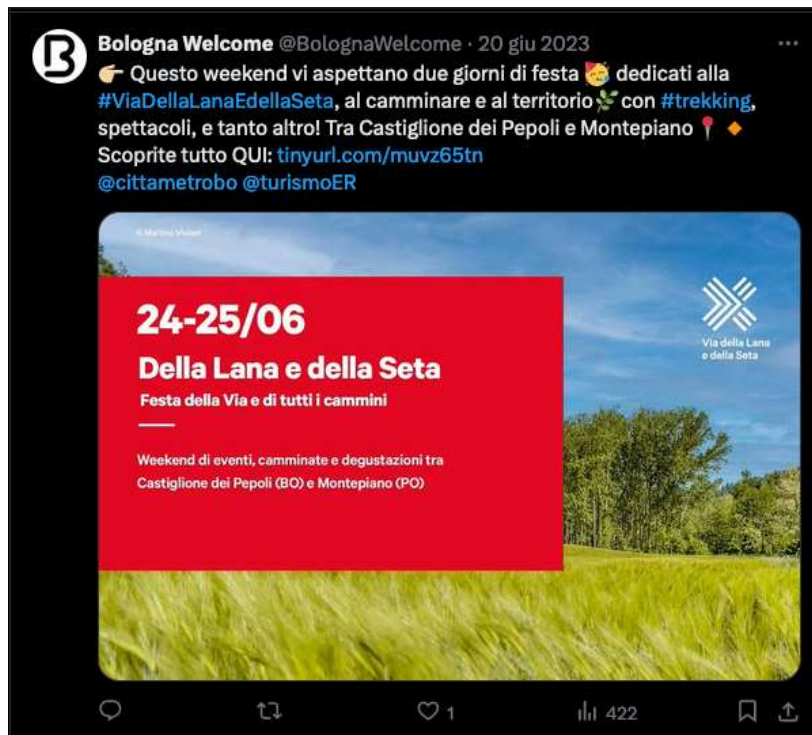 Bologna Welcome @BolognaWelcome · 20 giu 2023
👉🏻 Questo weekend vi aspettano due giorni di festa 🥳 dedicati alla
#ViaDellaLanaEdellaSeta, al camminare e al territorio🌿con #trekking,
spettacoli, e tanto altro! Tra Castiglione dei Pepoli e Montepiano📍🔸
Scoprite tutto QUI: tinyurl.com/muvz65tn
@cittametrobo @turismoER
24-25/06
Della Lana e della Seta
Festa della Via e di tutti i cammini
Weekend di eventi, camminate e degustazioni tra
Castiglione dei Pepoli (BO) e Montepiano (PO)
Via della Lana
e della Seta
1
422